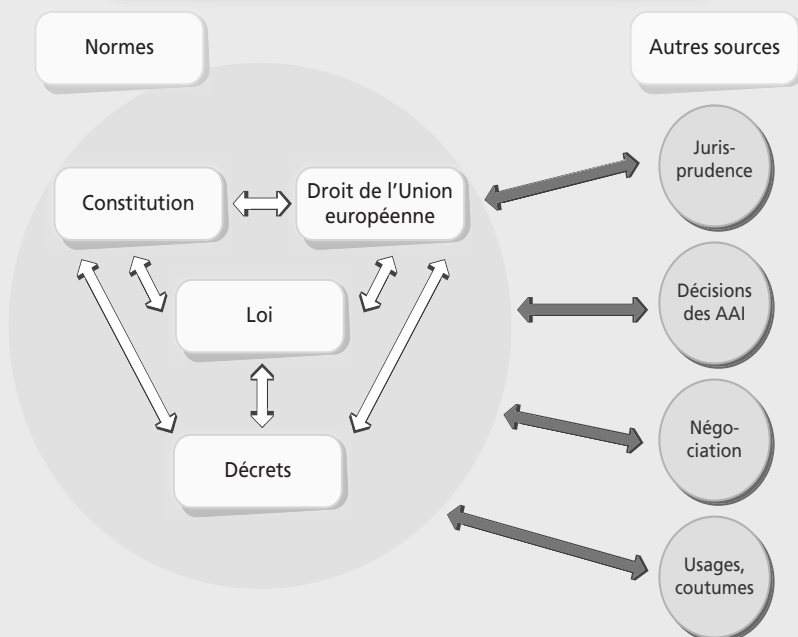 Normes
Autres sources
Constitution
Droit de l'Union
européenne
Loi
Décrets
Juris-
prudence
Décisions
des AAI
Négo-
ciation
Usages,
coutumes